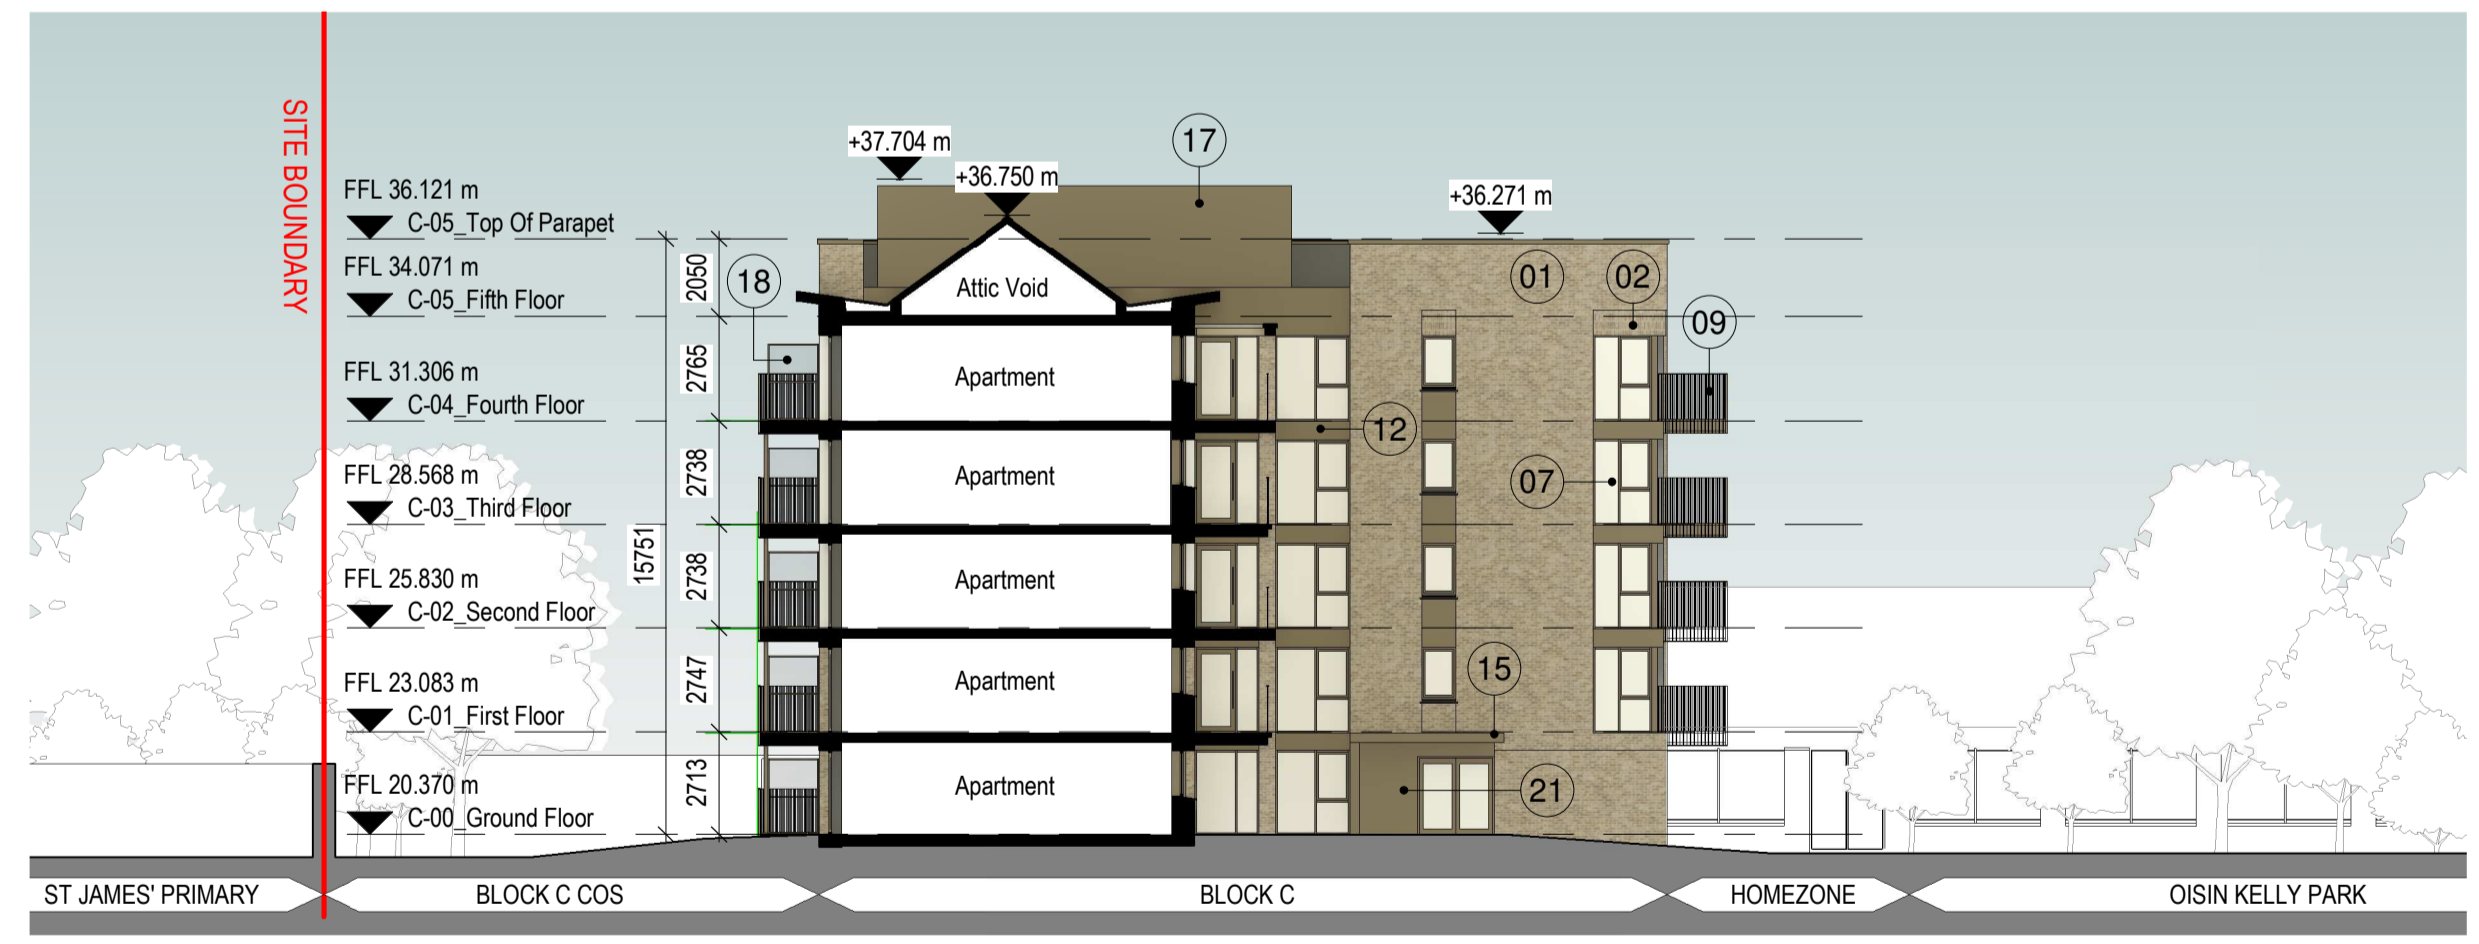 SITE BOUNDARY
+37.704 m
17
+36.750 m
+36.271 m
FFL 36.121 m
C-05_Top Of Parapet
FFL 34.071 m
C-05_Fifth Floor
FFL 31.306 m
C-04_Fourth Floor
FFL 28.568 m
C-03_Third Floor
FFL 25.830 m
C-02_Second Floor
FFL 23.083 m
C-01_First Floor
FFL 20.370 m
C-00_Ground Floor
15751
2050
2765
2738
2738
2747
2713
18
Attic Void
Apartment
Apartment
Apartment
Apartment
Apartment
01
02
09
12
07
15
21
ST JAMES' PRIMARY
BLOCK C COS
BLOCK C
HOMEZONE
OISIN KELLY PARK